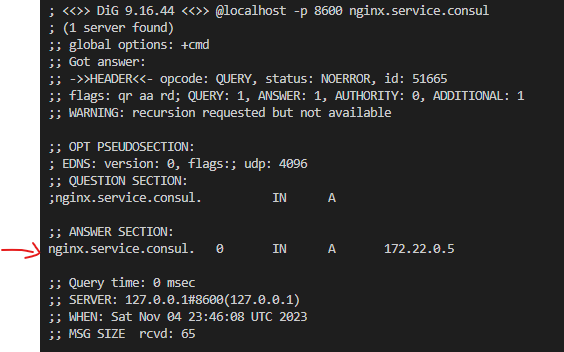 ; <<>> DiG 9.16.44 <<>> @localhost -p 8600 nginx.service.consul
; (1 server found)
;; global options: +cmd
;; Got answer:
;; ->>HEADER<<- opcode: QUERY, status: NOERROR, id: 51665
;; flags: qr aa rd; QUERY: 1, ANSWER: 1, AUTHORITY: 0, ADDITIONAL: 1
;; WARNING: recursion requested but not available
;; OPT PSEUDOSECTION:
; EDNS: version: 0, flags:; udp: 4096
;; QUESTION SECTION:
;nginx.service.consul. IN A
;; ANSWER SECTION:
nginx.service.consul. 0 IN A 172.22.0.5
;; Query time: 0 msec
;; SERVER: 127.0.0.1#8600(127.0.0.1)
;; WHEN: Sat Nov 04 23:46:08 UTC 2023
;; MSG SIZE rcvd: 65